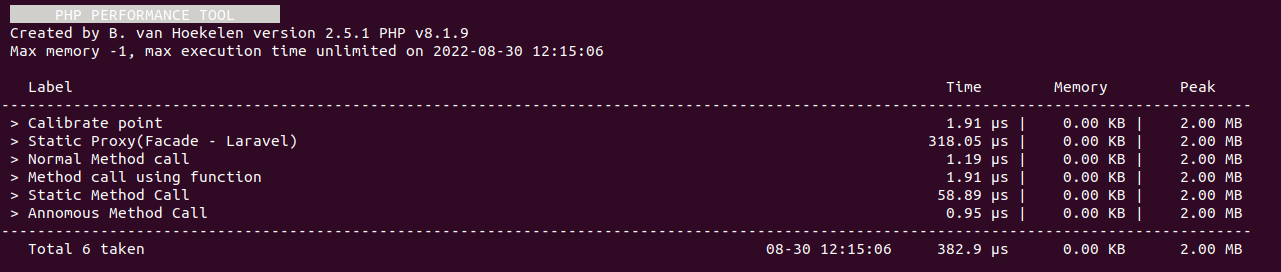 PHP PERFORMANCE TOOL
Created by B. van Hoekelen version 2.5.1 PHP v8.1.9
Max memory -1, max execution time unlimited on 2022-08-30 12:15:06
Label Time Memory Peak
--------------------------------------------------------------------------------
> Calibrate point 1.91 µs | 0.00 KB | 2.00 MB
> Static Proxy(Facade - Laravel) 318.05 µs | 0.00 KB | 2.00 MB
> Normal Method call 1.19 µs | 0.00 KB | 2.00 MB
> Method call using function 1.91 µs | 0.00 KB | 2.00 MB
> Static Method Call 58.89 µs | 0.00 KB | 2.00 MB
> Annomous Method Call 0.95 µs | 0.00 KB | 2.00 MB
--------------------------------------------------------------------------------
Total 6 taken 08-30 12:15:06 382.9 µs 0.00 KB 2.00 MB